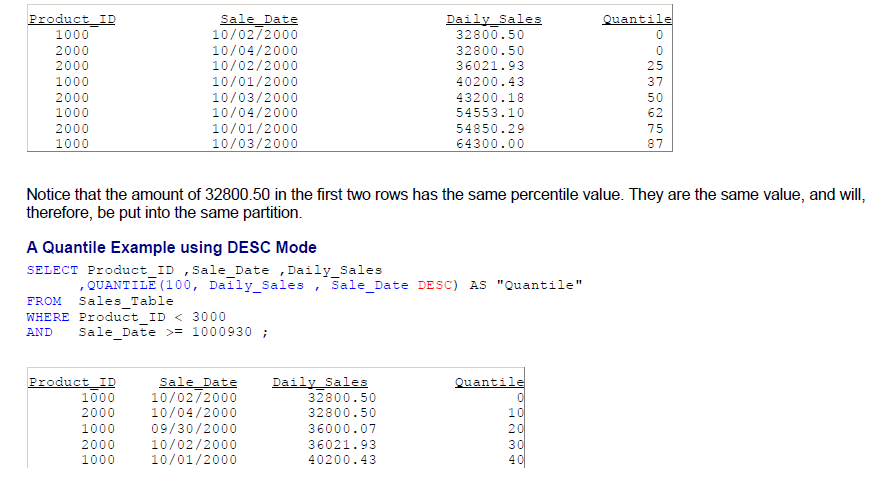 Product_ID Sale_Date Daily_Sales Quantile
1000 10/02/2000 32800.50 0
2000 10/04/2000 32800.50 0
2000 10/02/2000 36021.93 25
1000 10/01/2000 40200.43 37
2000 10/03/2000 43200.18 50
1000 10/04/2000 54553.10 62
2000 10/01/2000 54850.29 75
1000 10/03/2000 64300.00 87
Notice that the amount of 32800.50 in the first two rows has the same percentile value. They are the same value, and will,
therefore, be put into the same partition.
A Quantile Example using DESC Mode
SELECT Product_ID ,Sale_Date ,Daily_Sales
,QUANTILE(100, Daily_Sales , Sale_Date DESC) AS "Quantile"
FROM Sales_Table
WHERE Product_ID < 3000
AND Sale_Date >= 1000930 ;
Product_ID Sale_Date Daily_Sales Quantile
1000 10/02/2000 32800.50 0
2000 10/04/2000 32800.50 10
1000 09/30/2000 36000.07 20
2000 10/02/2000 36021.93 30
1000 10/01/2000 40200.43 40